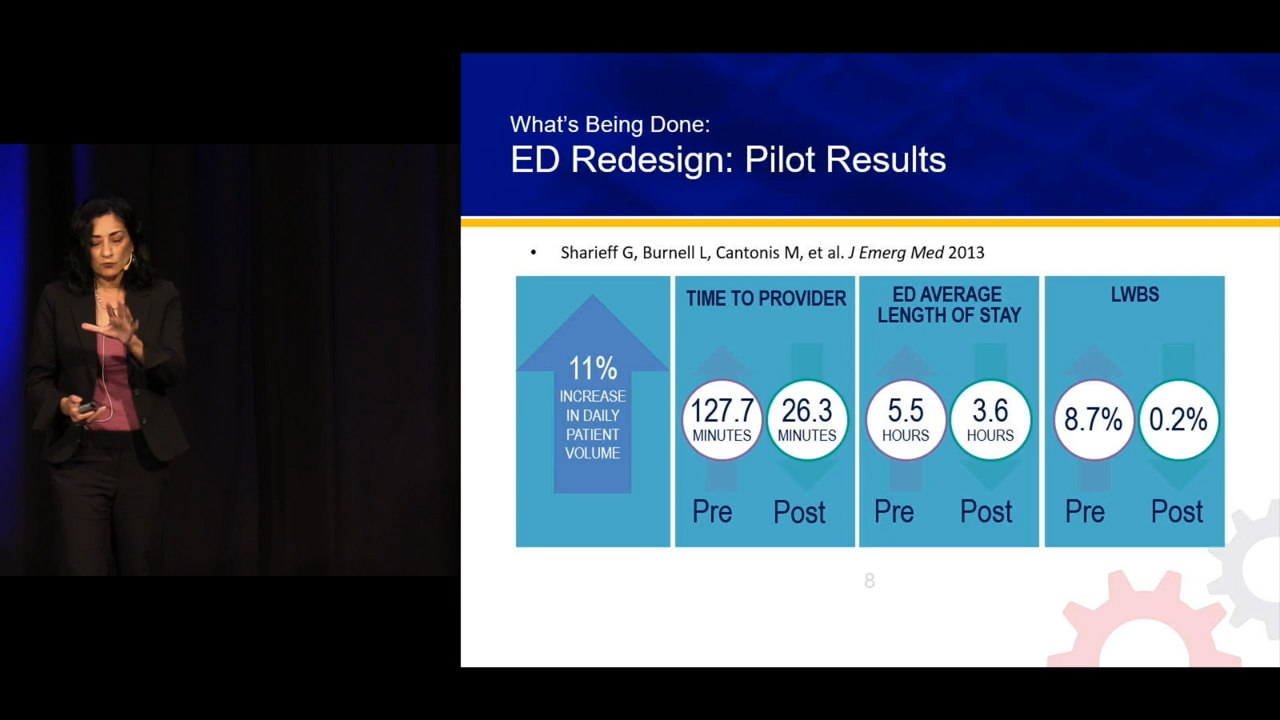 What's Being Done:
ED Redesign: Pilot Results
• Sharieff G, Burnell L, Cantonis M, et al. J Emerg Med 2013
11%
INCREASE
IN DAILY
PATIENT
VOLUME
TIME TO PROVIDER
127.7
MINUTES
26.3
MINUTES
Pre
Post
ED AVERAGE
LENGTH OF STAY
5.5
HOURS
3.6
HOURS
Pre
Post
LWBS
8.7%
0.2%
Pre
Post
8